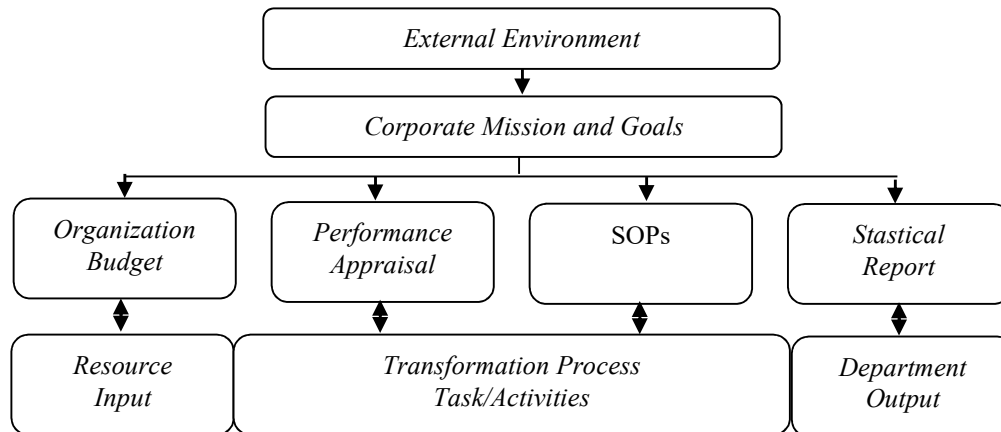 External Environment
Corporate Mission and Goals
Organization
Budget
Performance
Appraisal
SOPs
Stastical
Report
Resource
Input
Transformation Process
Task/Activities
Department
Output